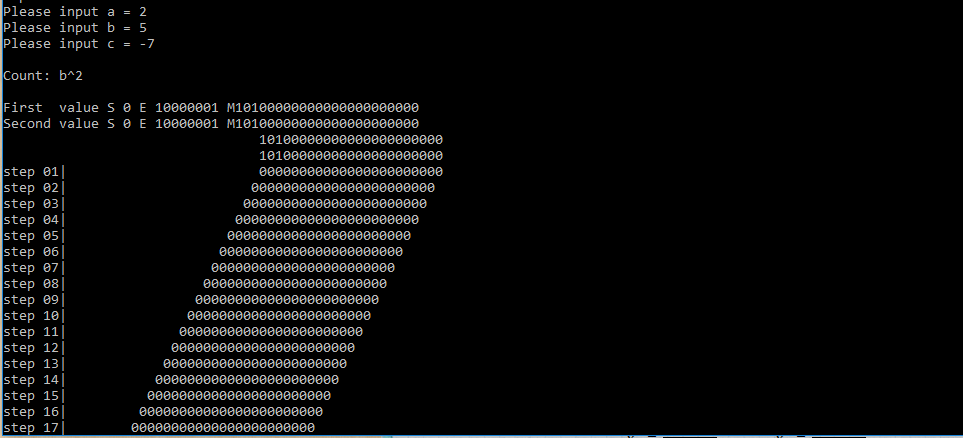 Please input a = 2
Please input b = 5
Please input c = -7
Count: b^2
First  value S 0 E 10000001 M10100000000000000000000
Second value S 0 E 10000001 M10100000000000000000000
10100000000000000000000
10100000000000000000000
step 01|                        00000000000000000000000
step 02|                       00000000000000000000000
step 03|                      00000000000000000000000
step 04|                     00000000000000000000000
step 05|                    00000000000000000000000
step 06|                   00000000000000000000000
step 07|                  00000000000000000000000
step 08|                 00000000000000000000000
step 09|                00000000000000000000000
step 10|               00000000000000000000000
step 11|              00000000000000000000000
step 12|             00000000000000000000000
step 13|            00000000000000000000000
step 14|           00000000000000000000000
step 15|          00000000000000000000000
step 16|         00000000000000000000000
step 17|        00000000000000000000000